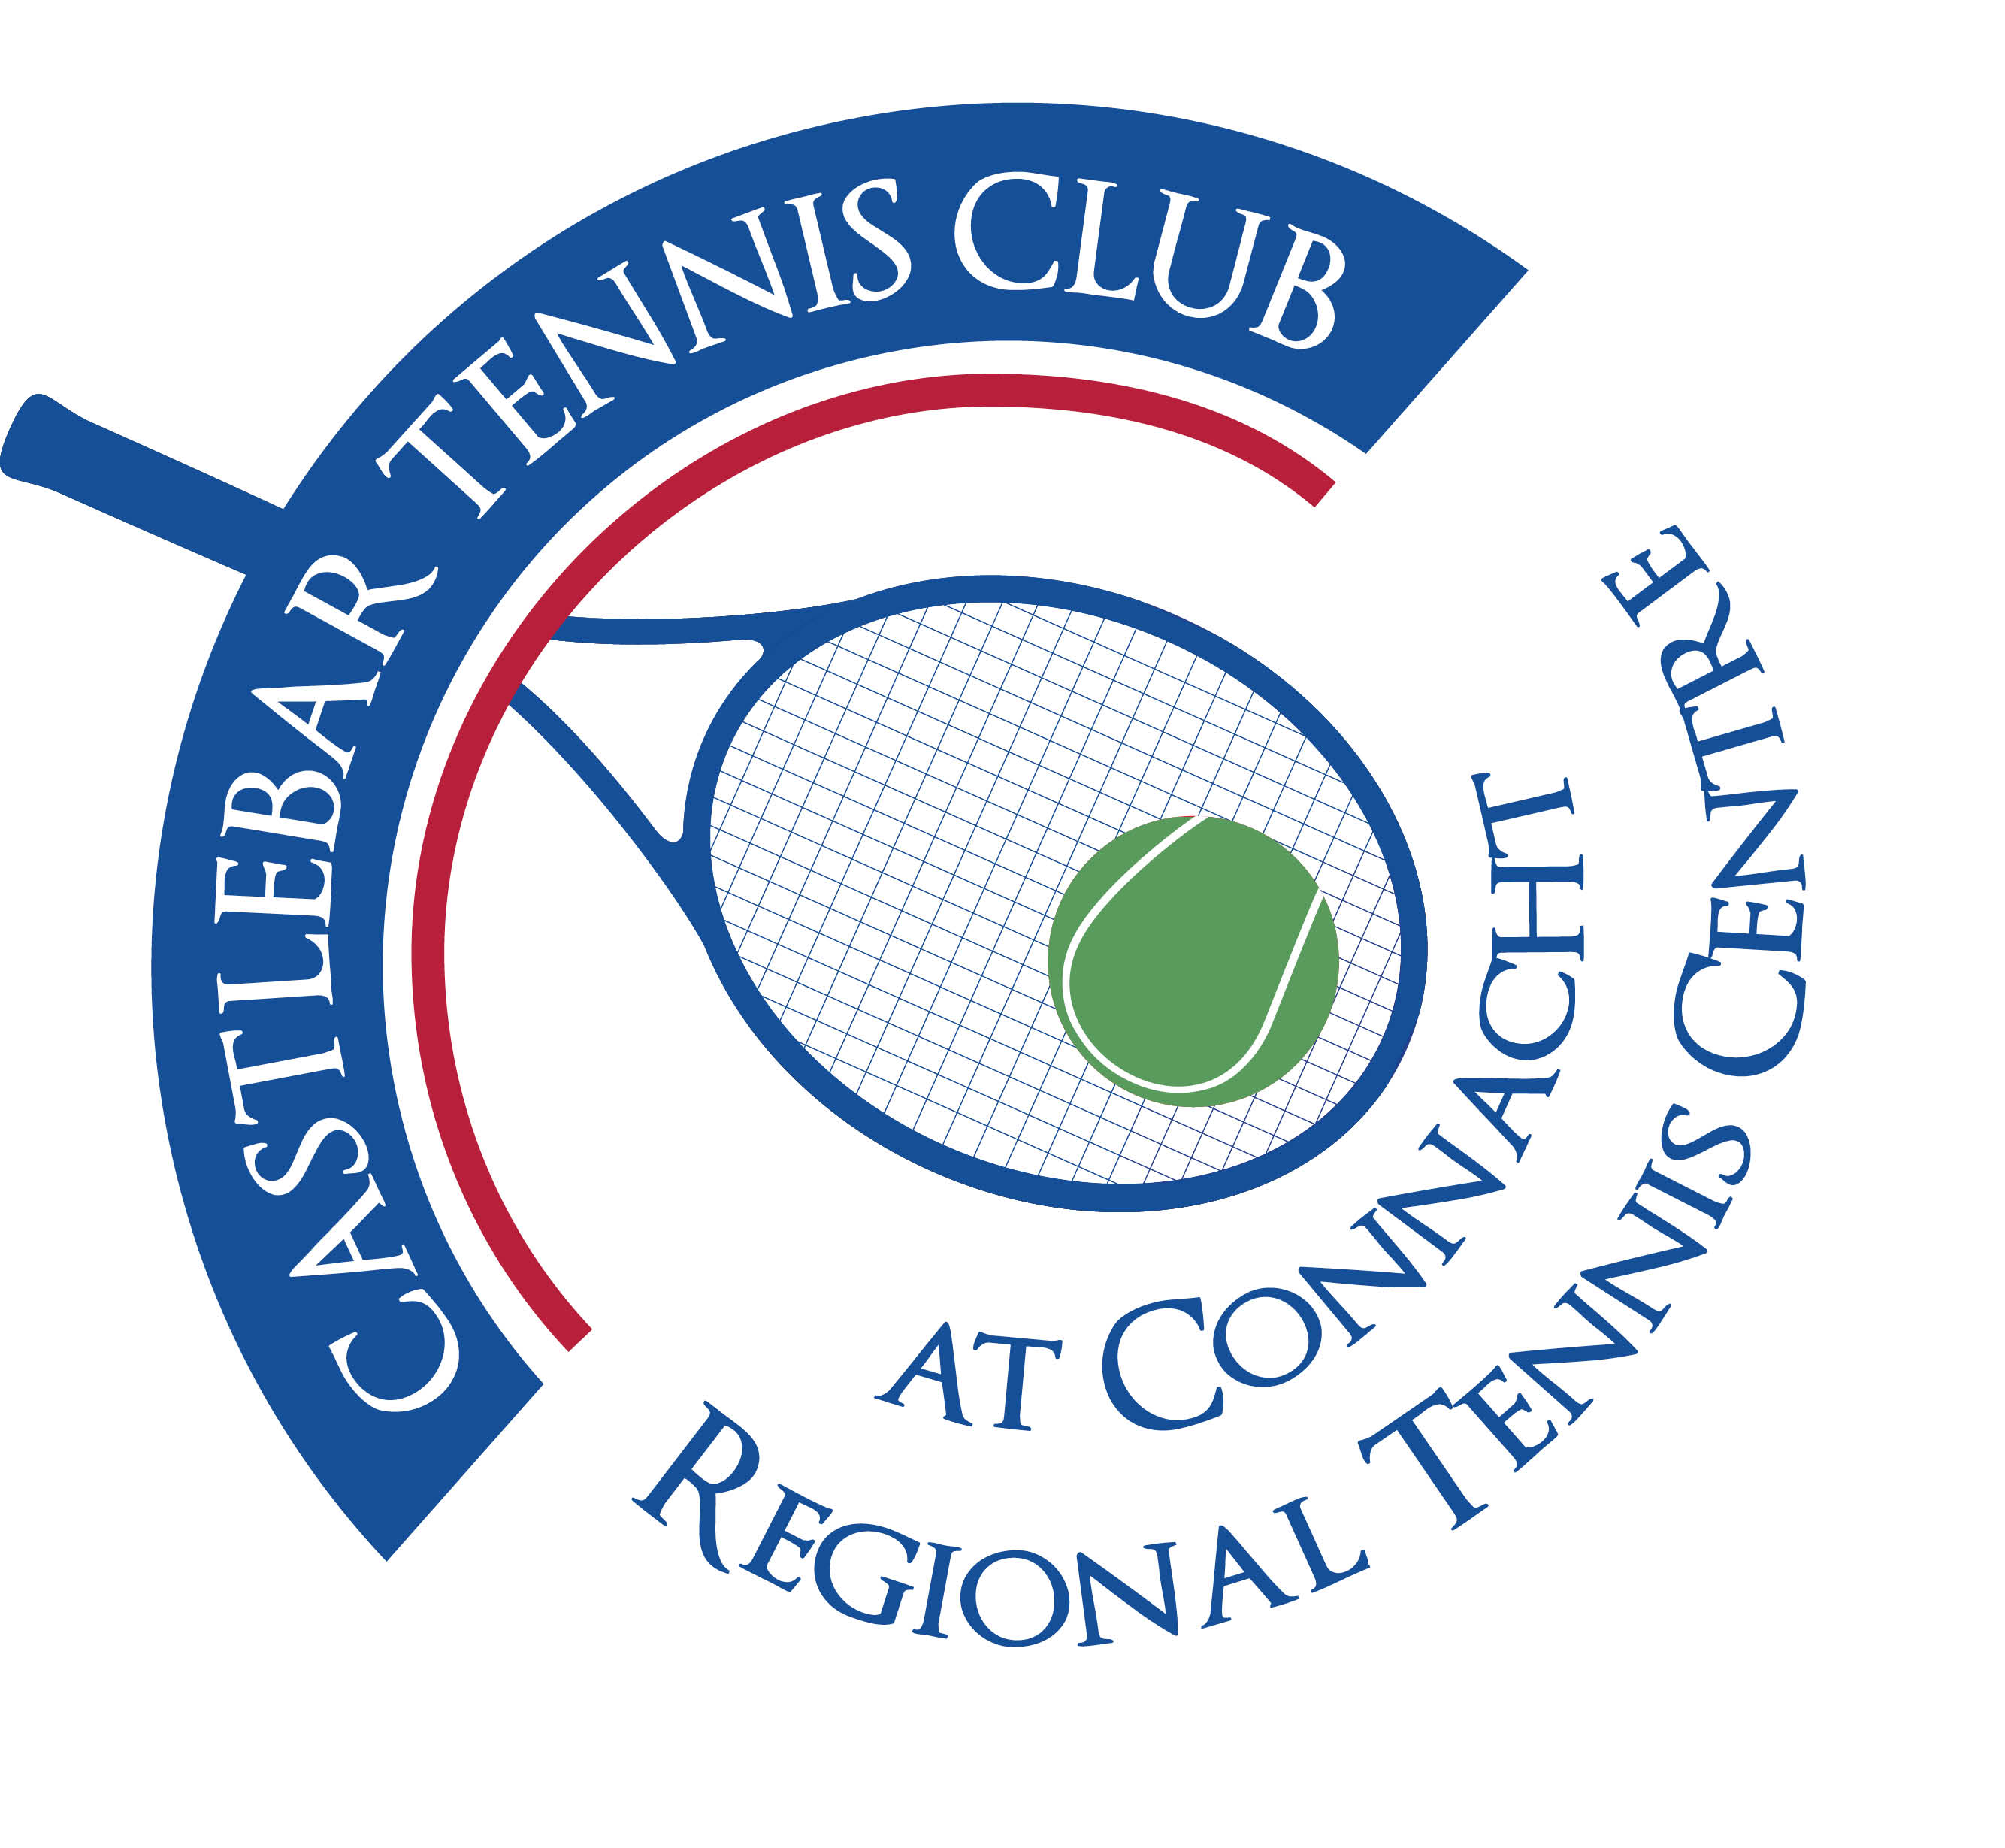 CASTLEBAR TENNIS CLUB
AT CONNACHT
REGIONAL TENNIS CENTRE